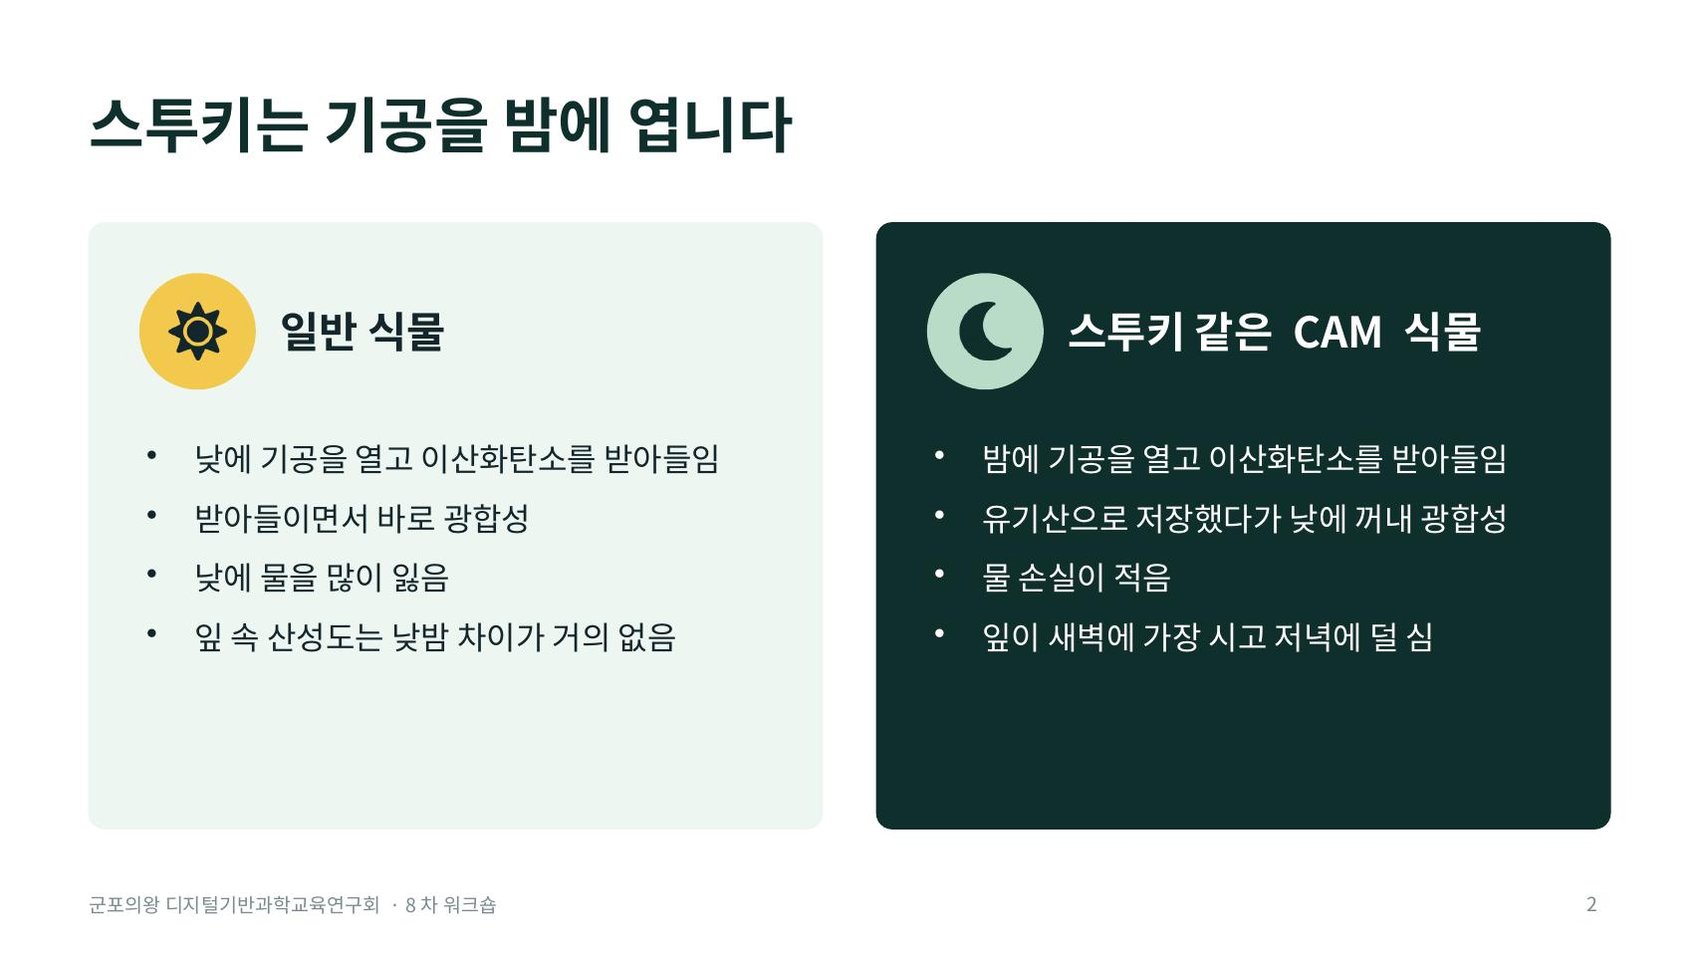 스투키는 기공을 밤에 엽니다
일반 식물
• 낮에 기공을 열고 이산화탄소를 받아들임
• 받아들이면서 바로 광합성
• 낮에 물을 많이 잃음
• 잎 속 산성도는 낮밤 차이가 거의 없음
스투키 같은 CAM 식물
• 밤에 기공을 열고 이산화탄소를 받아들임
• 유기산으로 저장했다가 낮에 꺼내 광합성
• 물 손실이 적음
• 잎이 새벽에 가장 시고 저녁에 덜 심
군포의왕 디지털기반과학교육연구회 · 8 차 워크숍
2